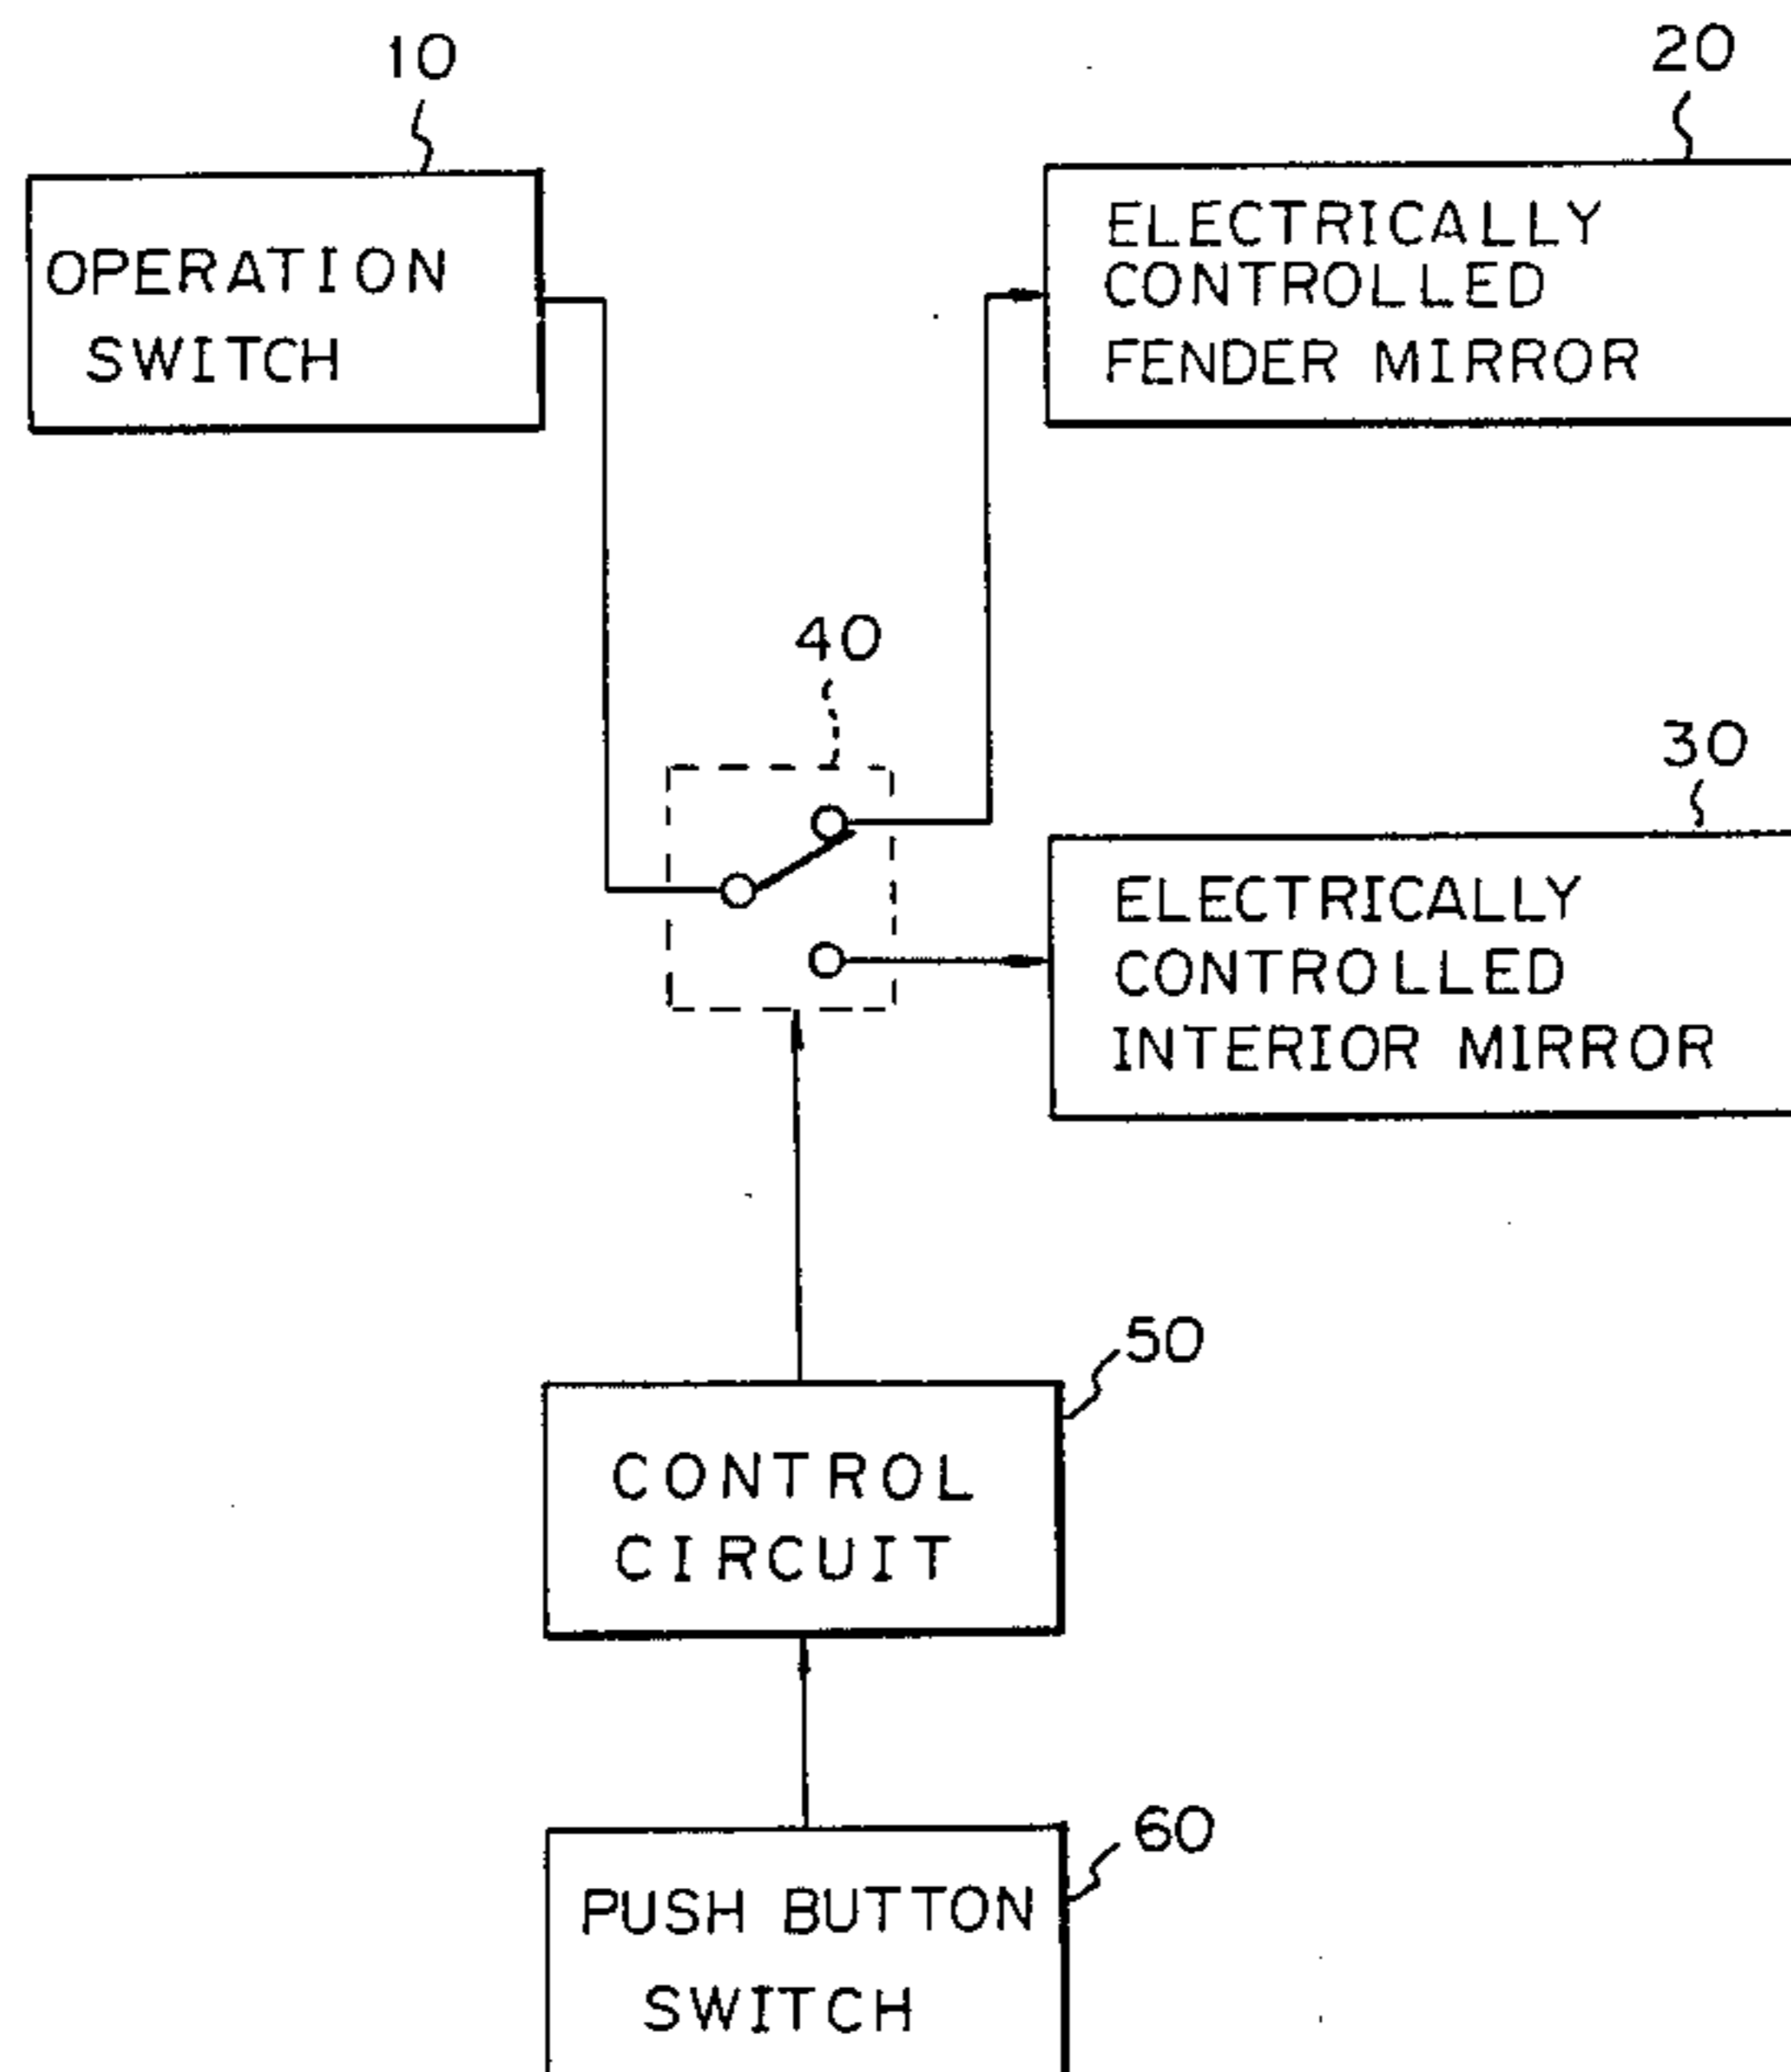 10
20
OPERATION
SWITCH
ELECTRICALLY
CONTROLLED
FENDER MIRROR
40
30
ELECTRICALLY
CONTROLLED
INTERIOR MIRROR
50
CONTROL
CIRCUIT
60
PUSH BUTTON
SWITCH